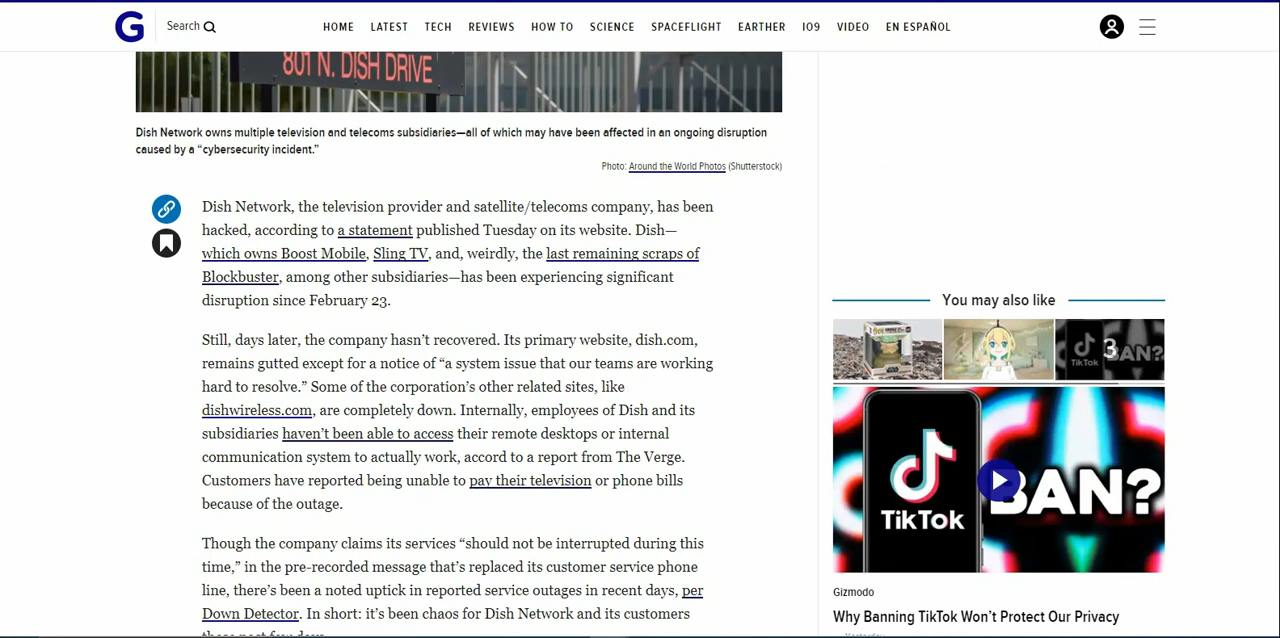 G Search HOME LATEST TECH REVIEWS HOW TO SCIENCE SPACEFLIGHT EARTHER IO9 VIDEO EN ESPAÑOL
801 N. DISH DRIVE
Dish Network owns multiple television and telecoms subsidiaries—all of which may have been affected in an ongoing disruption
caused by a “cybersecurity incident.”
Photo: Around the World Photos (Shutterstock)
Dish Network, the television provider and satellite/telecoms company, has been
hacked, according to a statement published Tuesday on its website. Dish—
which owns Boost Mobile, Sling TV, and, weirdly, the last remaining scraps of
Blockbuster, among other subsidiaries—has been experiencing significant
disruption since February 23.
Still, days later, the company hasn’t recovered. Its primary website, dish.com,
remains gutted except for a notice of “a system issue that our teams are working
hard to resolve.” Some of the corporation’s other related sites, like
dishwireless.com, are completely down. Internally, employees of Dish and its
subsidiaries haven’t been able to access their remote desktops or internal
communication system to actually work, accord to a report from The Verge.
Customers have reported being unable to pay their television or phone bills
because of the outage.
Though the company claims its services “should not be interrupted during this
time,” in the pre-recorded message that’s replaced its customer service phone
line, there’s been a noted uptick in reported service outages in recent days, per
Down Detector. In short: it’s been chaos for Dish Network and its customers
these past few days.
You may also like
TikTok 3 BAN?
TikTok BAN?
Gizmodo
Why Banning TikTok Won’t Protect Our Privacy
Yesterday